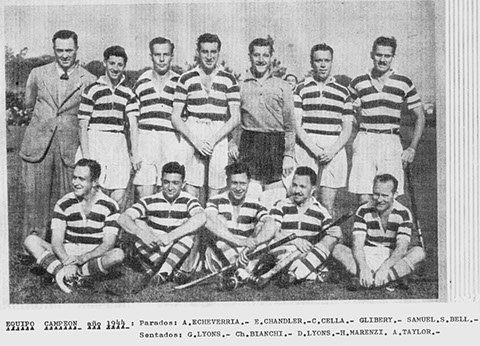 EQUIPO CAMPEON año 1944 : Parados: A.ECHEVERRIA.- E.CHANDLER.-C.CELLA.- GLIBERY.- SAMUEL S.BELL.-
Sentados: G.LYONS.- Ch.BIANCHI.- D.LYONS.-H.MARENZI. A.TAYLOR.-